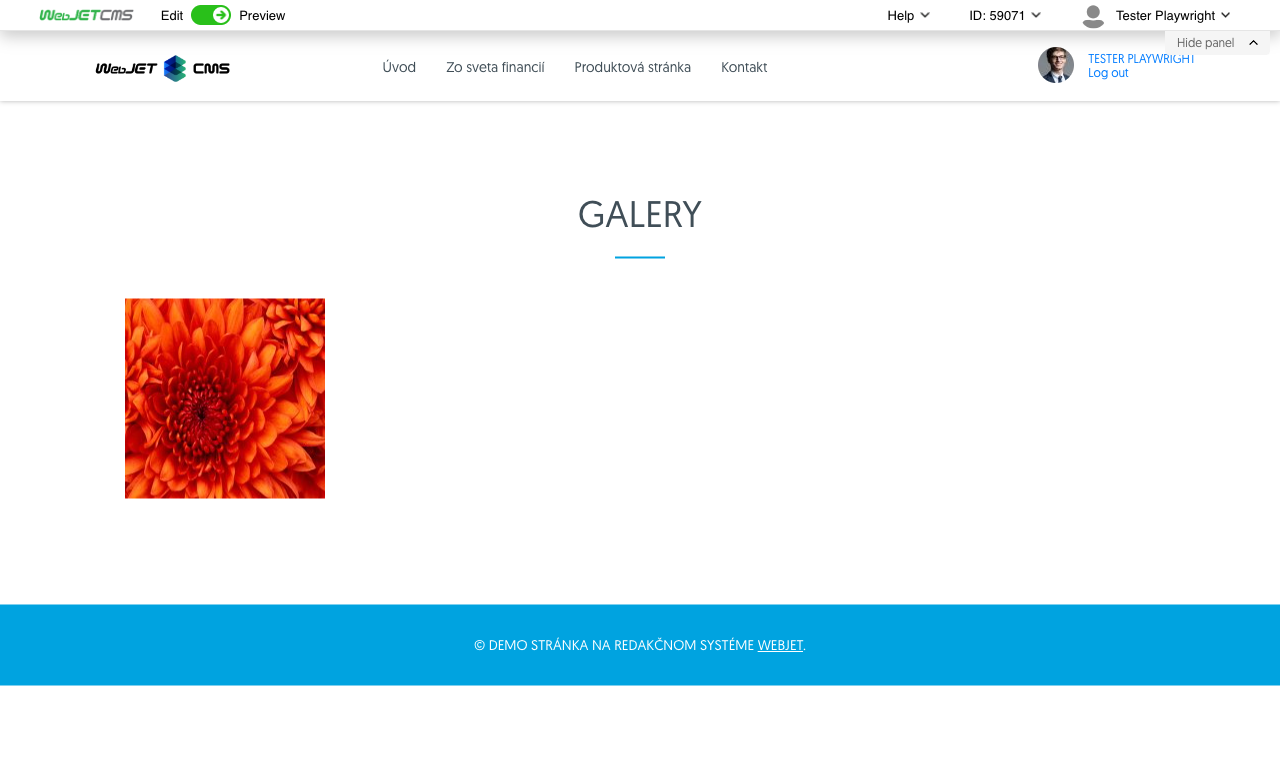 WebJETCMS Edit Preview Help ID: 59071 Tester Playwright
Hide panel
WebJET CMS Úvod Zo sveta financií Produktová stránka Kontakt TESTER PLAYWRIGHT
Log out
GALERY
© DEMO STRÁNKA NA REDAKČNOM SYSTÉME WEBJET.